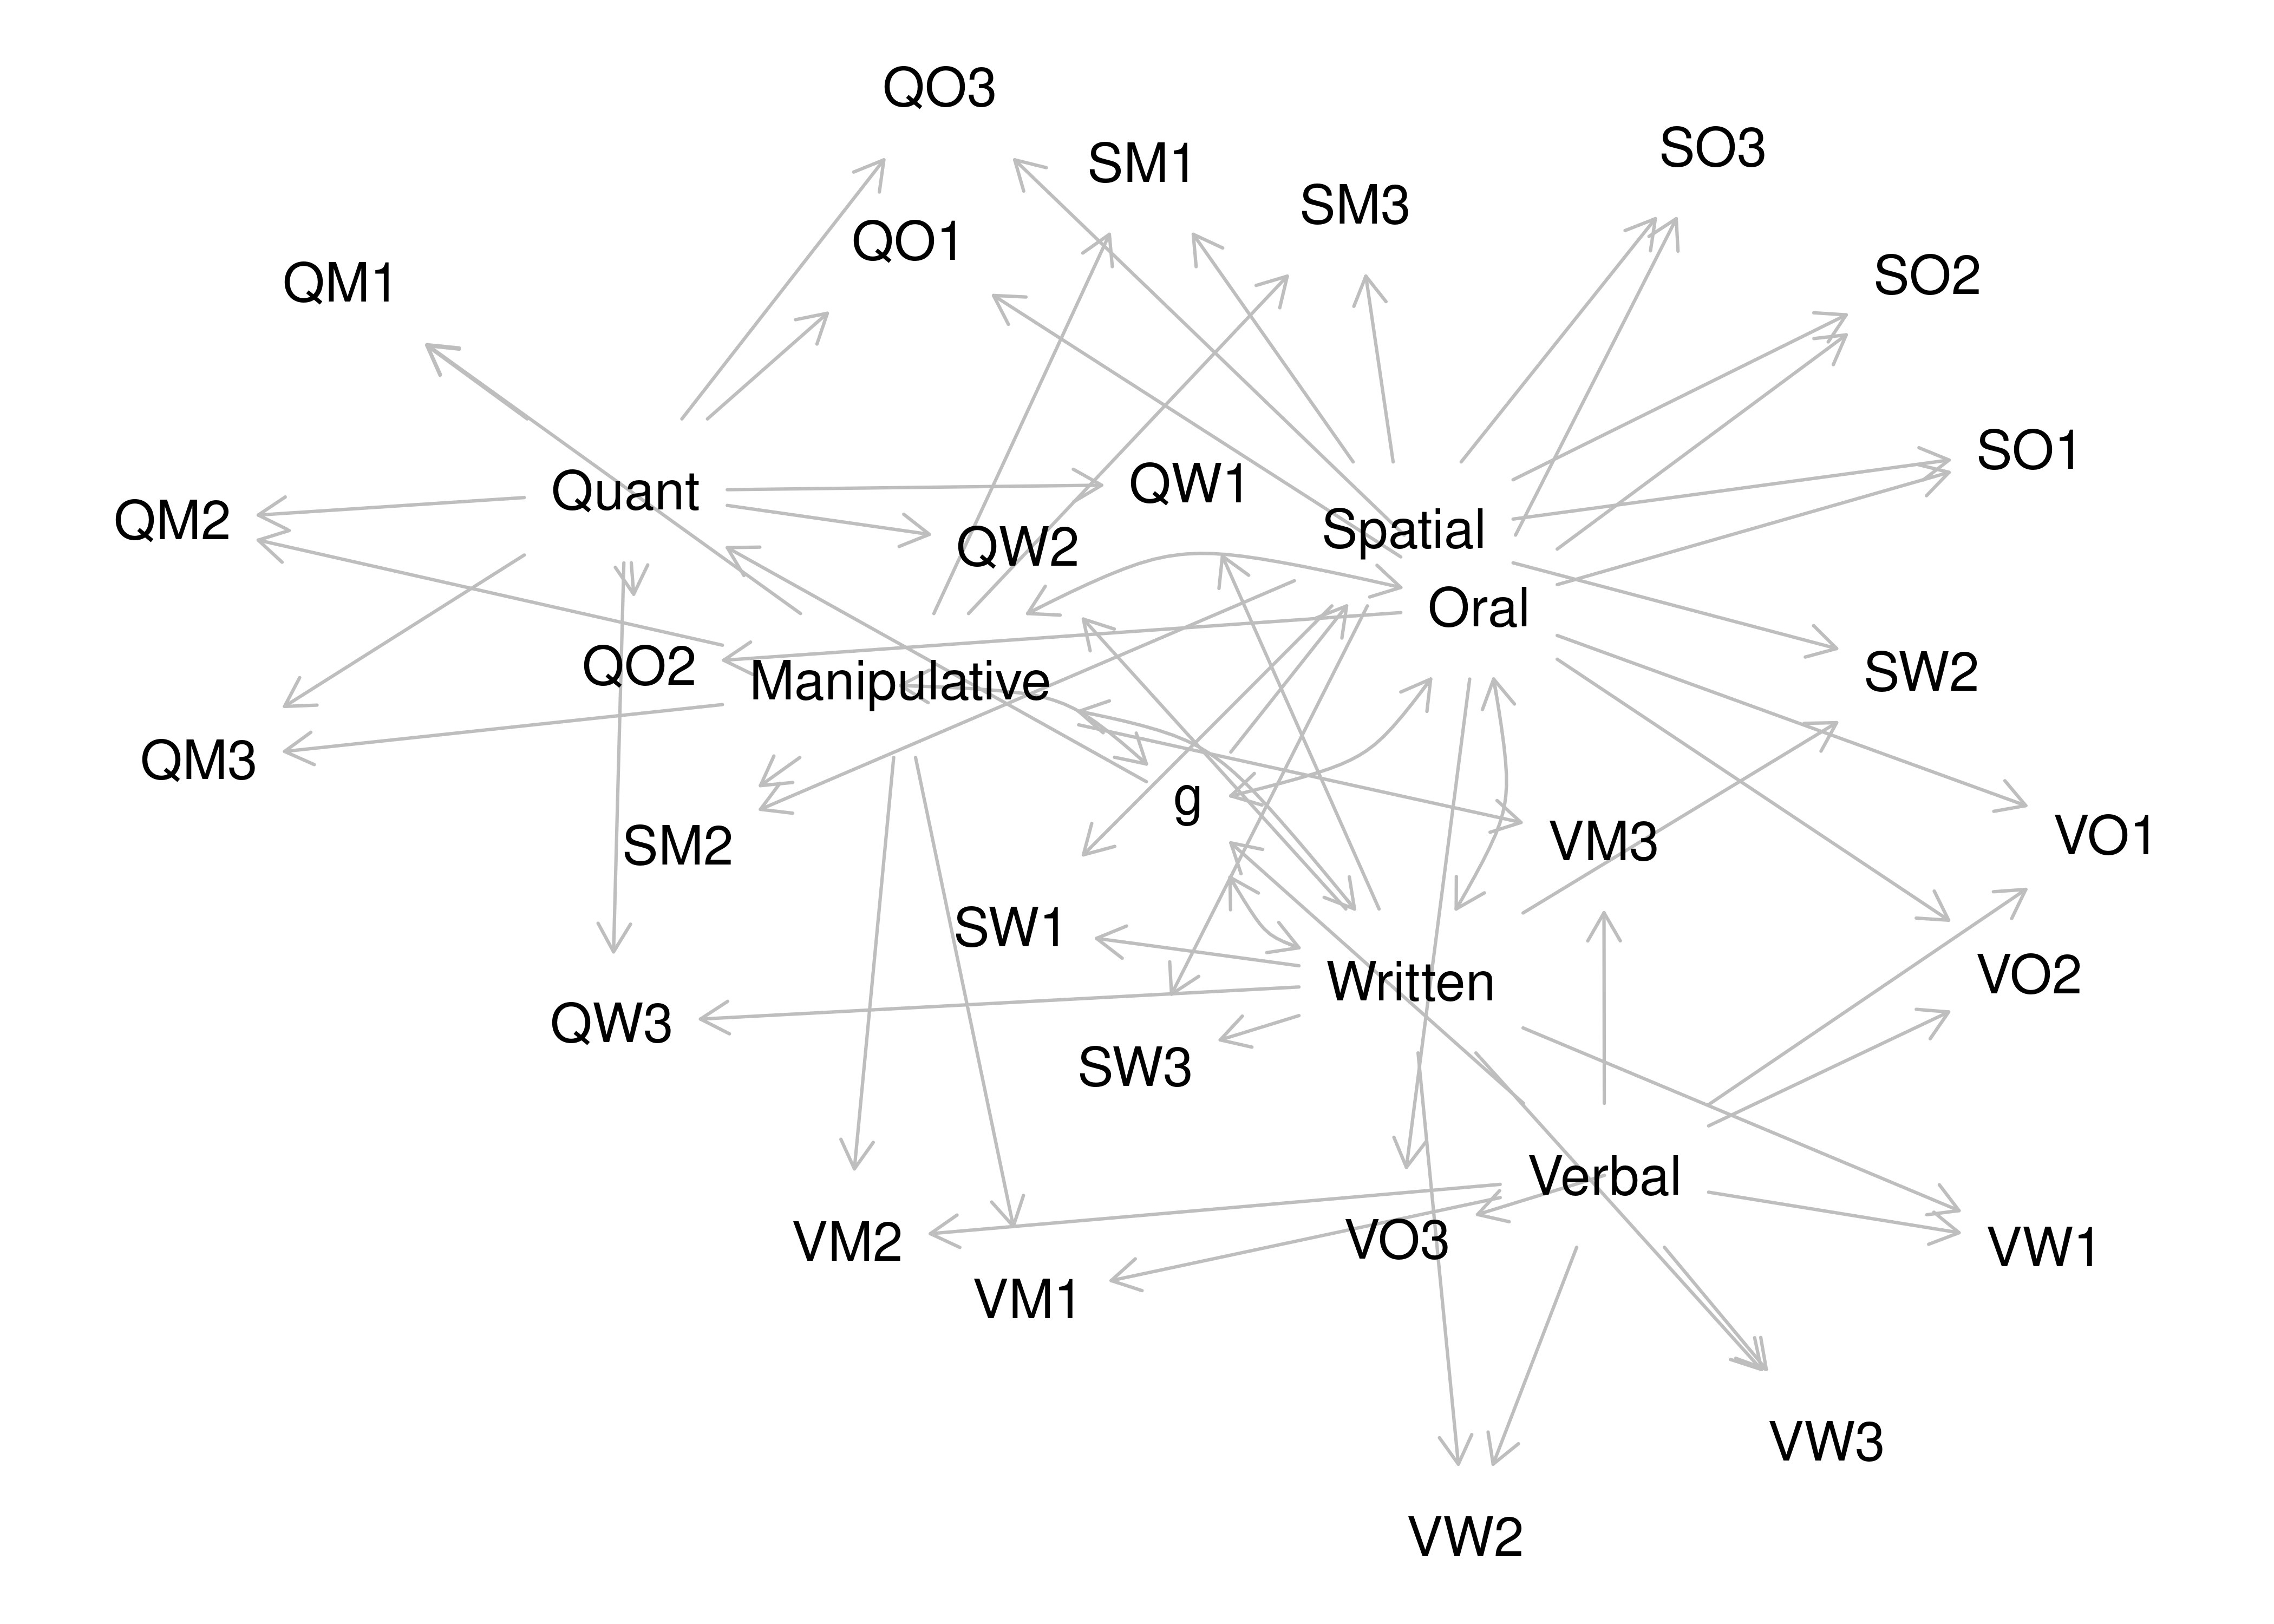 QO3
SO3
SM1
SM3
QO1
SO2
QM1
SO1
QW1
Quant
QM2
Spatial
QW2
Oral
QO2
SW2
Manipulative
QM3
g
VO1
VM3
SM2
SW1
VO2
Written
QW3
SW3
Verbal
VO3
VM2
VW1
VM1
VW3
VW2